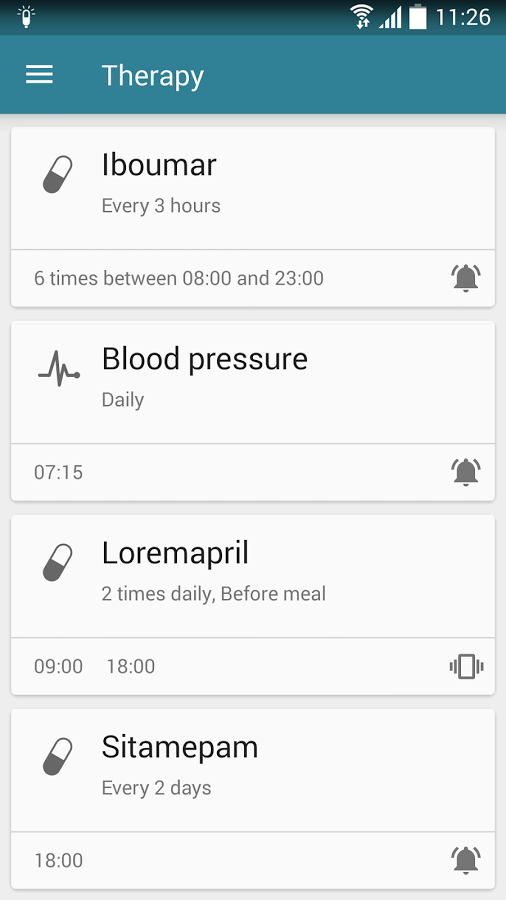 11:26
Therapy
Iboumar
Every 3 hours
6 times between 08:00 and 23:00
Blood pressure
Daily
07:15
Loremapril
2 times daily, Before meal
09:00 18:00
Sitamepam
Every 2 days
18:00